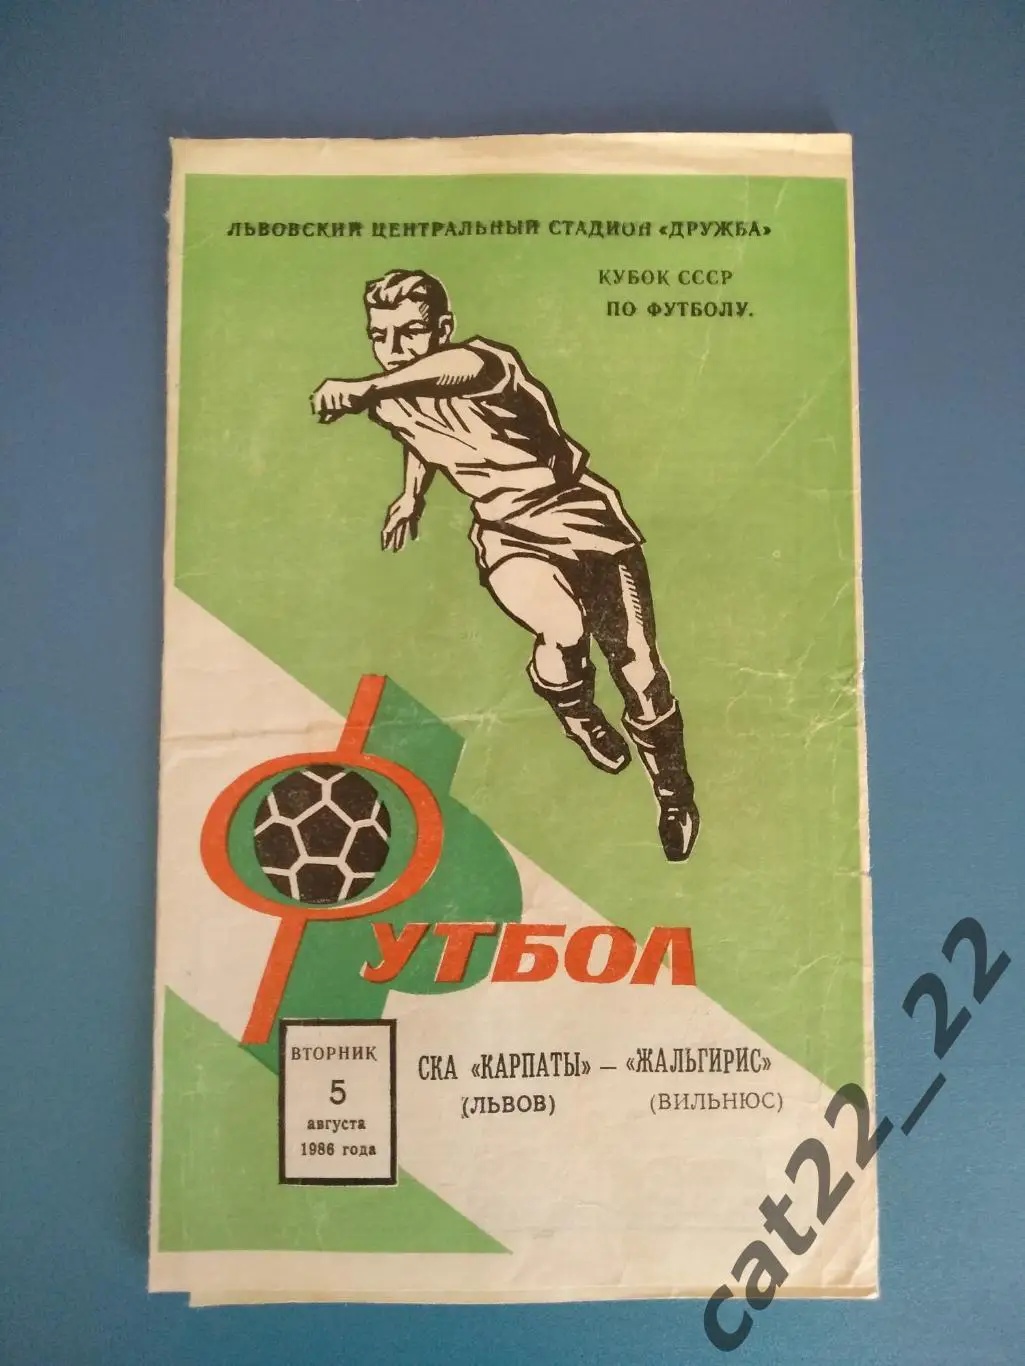 ЛЬВОВСКИЙ ЦЕНТРАЛЬНЫЙ СТАДИОН «ДРУЖБА»
КУБОК СССР
ПО ФУТБОЛУ.
ФУТБОЛ
ВТОРНИК
5
августа
1986 года
СКА «КАРПАТЫ» – «ЖАЛЬГИРИС»
(ЛЬВОВ) (ВИЛЬНЮС)
cat22_22